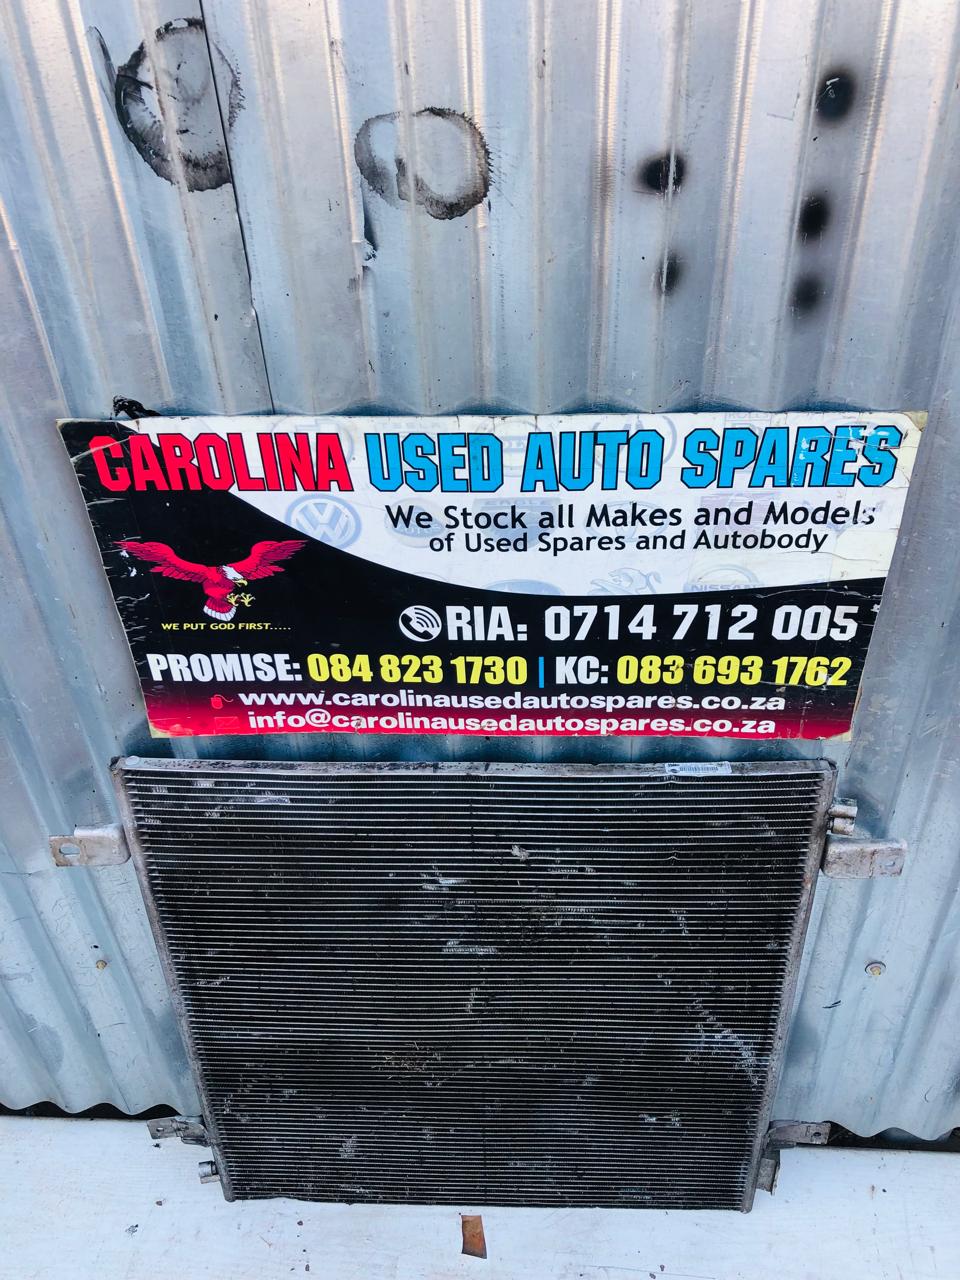 CAROLINA USED AUTO SPARES
We Stock all Makes and Models
of Used Spares and Autobody
WE PUT GOD FIRST.....
RIA: 0714 712 005
PROMISE: 084 823 1730 | KC: 083 693 1762
www.carolinausedautospares.co.za
info@carolinausedautospares.co.za
NISSAN